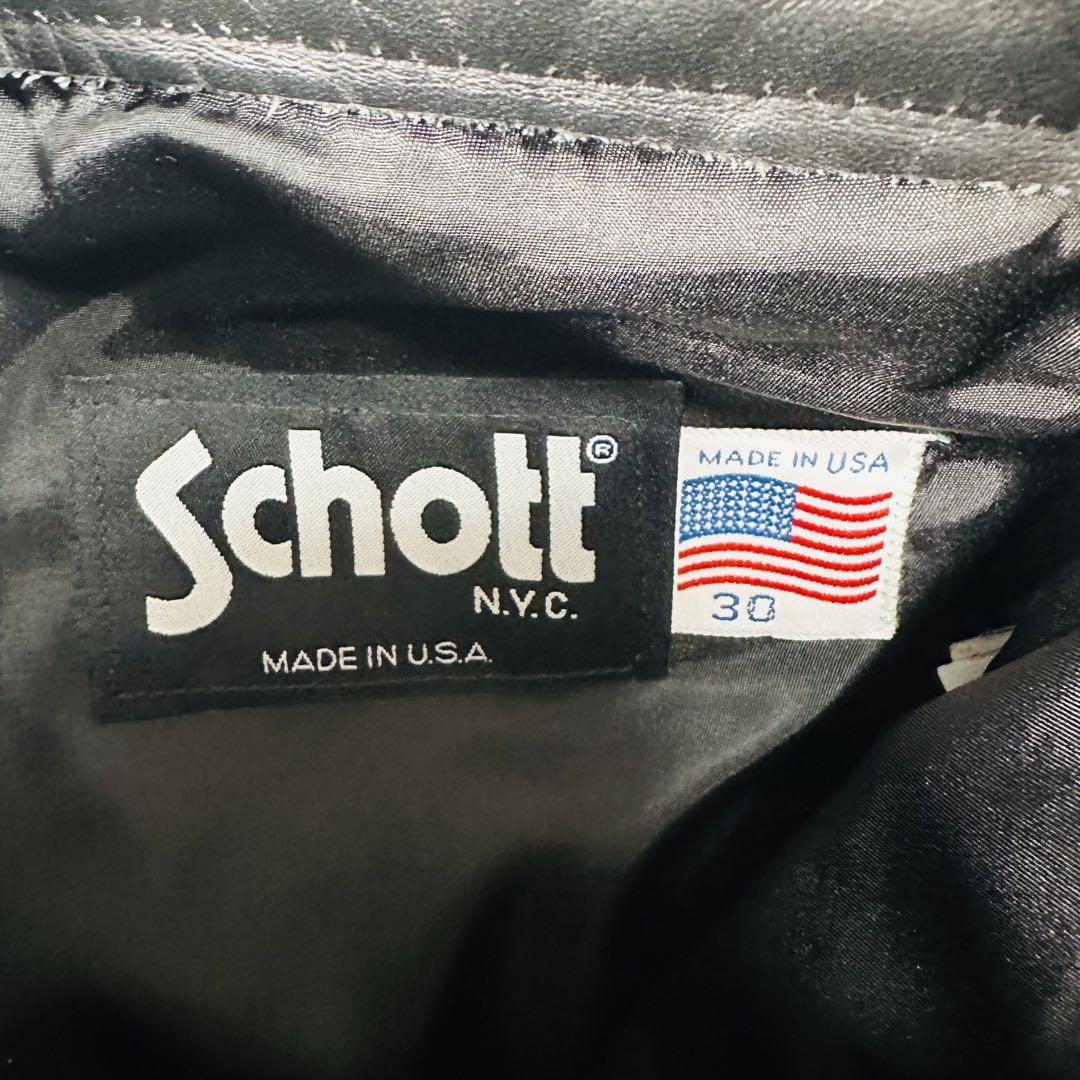 Schott®
N.Y.C.
MADE IN U.S.A.
MADE IN USA
30